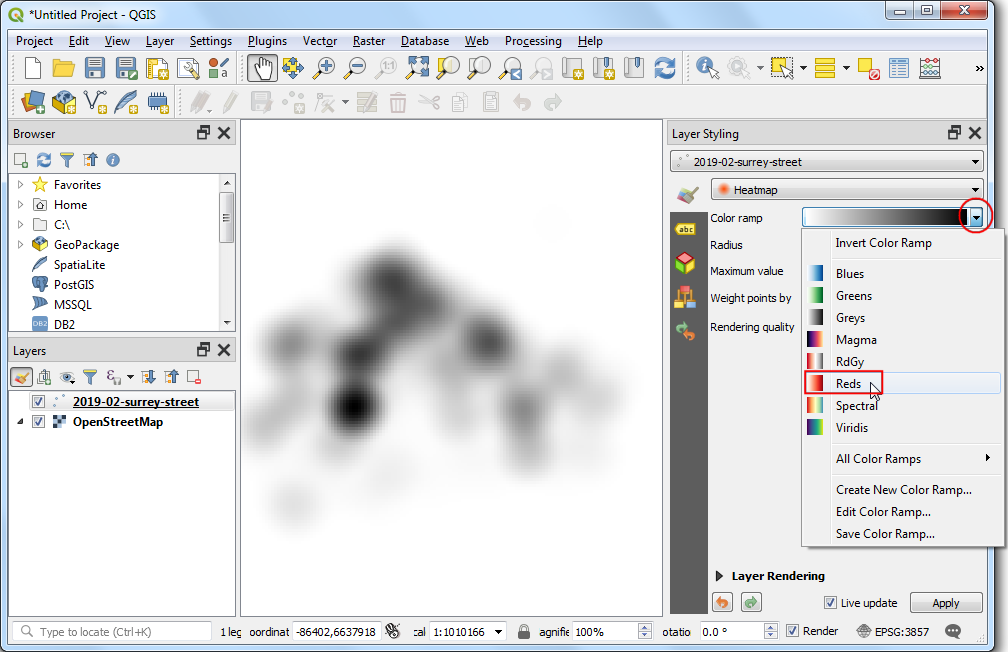 *Untitled Project - QGIS
Project Edit View Layer Settings Plugins Vector Raster Database Web Processing Help
1:1
a
»
Browser
Favorites
Home
C:\
GeoPackage
SpatiaLite
PostGIS
MSSQL
DB2 DB2
Layers
ε
2019-02-surrey-street
OpenStreetMap
Layer Styling
2019-02-surrey-street
Heatmap
abc
Color ramp
Radius
Maximum value
Weight points by
Rendering quality
Invert Color Ramp
Blues
Greens
Greys
Magma
RdGy
Reds
Spectral
Viridis
All Color Ramps
Create New Color Ramp...
Edit Color Ramp...
Save Color Ramp...
Layer Rendering
Live update Apply
Type to locate (Ctrl+K) 1 leg oordinat -86402,6637918 cal 1:1010166 agnifie 100% otatio 0.0 ° Render EPSG:3857